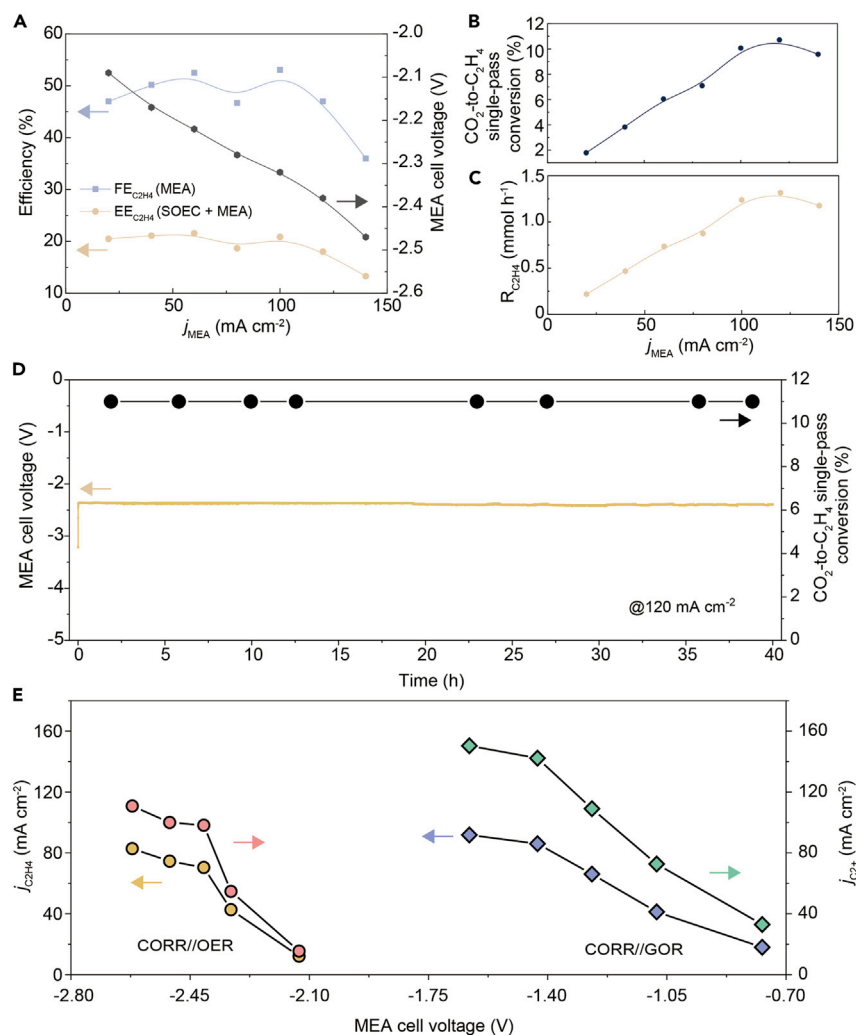 A
Efficiency (%)
60
50
40
30
20
10
FE_C2H4 (MEA)
EE_C2H4 (SOEC + MEA)
-2.0
-2.1
-2.2
-2.3
-2.4
-2.5
-2.6
MEA cell voltage (V)
0 50 100 150
j_MEA (mA cm⁻²)
B
CO₂-to-C₂H₄
single-pass
conversion (%)
12
10
8
6
4
2
C
R_C2H4 (mmol h⁻¹)
1.5
1.0
0.5
0.0
0 50 100 150
j_MEA (mA cm⁻²)
D
MEA cell voltage (V)
0
-1
-2
-3
-4
-5
@120 mA cm⁻²
12
10
8
6
4
2
0
CO₂-to-C₂H₄ single-pass
conversion (%)
0 5 10 15 20 25 30 35 40
Time (h)
E
j_C2H4 (mA cm⁻²)
160
120
80
40
0
CORR//OER
CORR//GOR
160
120
80
40
0
j_C2+ (mA cm⁻²)
-2.80 -2.45 -2.10 -1.75 -1.40 -1.05 -0.70
MEA cell voltage (V)